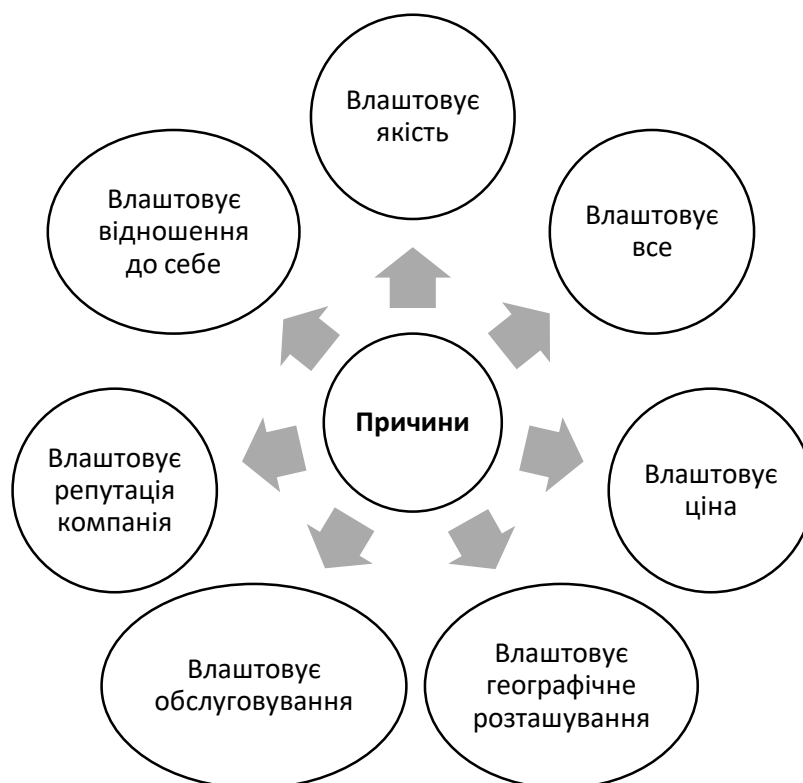 Влаштовує
якість
Влаштовує
відношення
до себе
Влаштовує
все
Причини
Влаштовує
репутація
компанія
Влаштовує
ціна
Влаштовує
обслуговування
Влаштовує
географічне
розташування